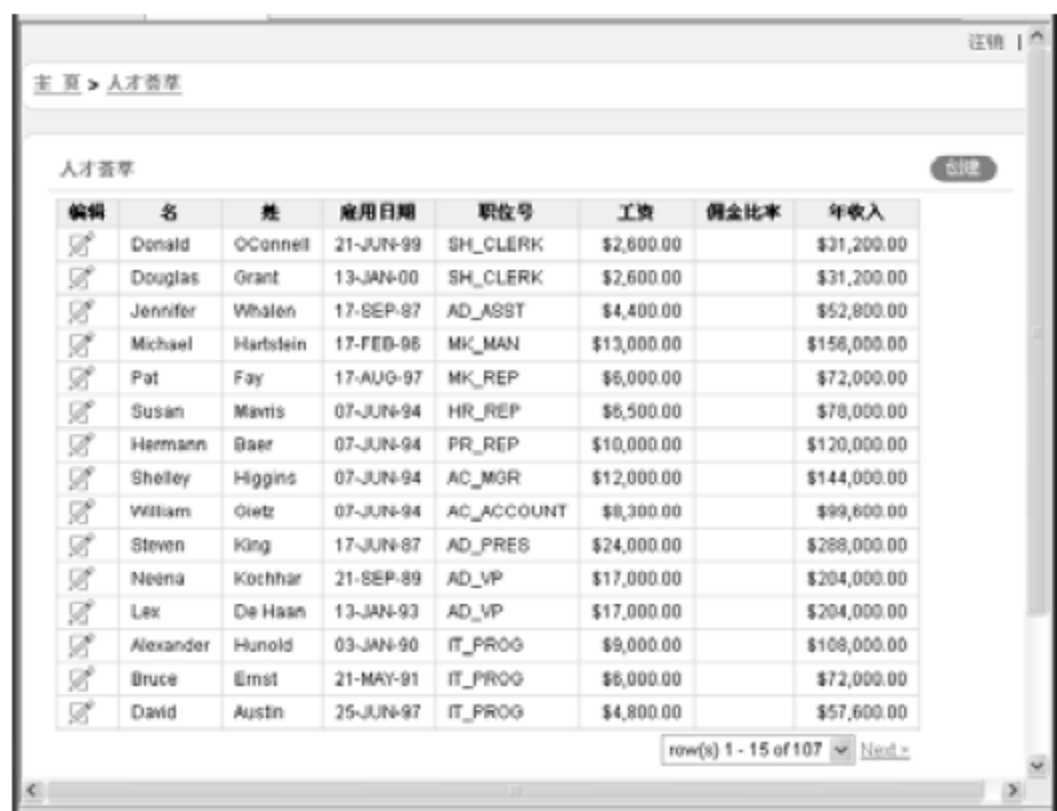 注销 |
主 页 > 人才荟萃
人才荟萃
创建
编辑 名 姓 雇用日期 职位号 工资 佣金比率 年收入
Donald OConnell 21-JUN-99 SH_CLERK $2,600.00 $31,200.00
Douglas Grant 13-JAN-00 SH_CLERK $2,600.00 $31,200.00
Jennifer Whalen 17-SEP-87 AD_ASST $4,400.00 $52,800.00
Michael Hartstein 17-FEB-96 MK_MAN $13,000.00 $156,000.00
Pat Fay 17-AUG-97 MK_REP $6,000.00 $72,000.00
Susan Mavris 07-JUN-94 HR_REP $6,500.00 $78,000.00
Hermann Baer 07-JUN-94 PR_REP $10,000.00 $120,000.00
Shelley Higgins 07-JUN-94 AC_MGR $12,000.00 $144,000.00
William Gietz 07-JUN-94 AC_ACCOUNT $8,300.00 $99,600.00
Steven King 17-JUN-87 AD_PRES $24,000.00 $288,000.00
Neena Kochhar 21-SEP-89 AD_VP $17,000.00 $204,000.00
Lex De Haan 13-JAN-93 AD_VP $17,000.00 $204,000.00
Alexander Hunold 03-JAN-90 IT_PROG $9,000.00 $108,000.00
Bruce Ernst 21-MAY-91 IT_PROG $6,000.00 $72,000.00
David Austin 25-JUN-97 IT_PROG $4,800.00 $57,600.00
row(s) 1 - 15 of 107 Next >